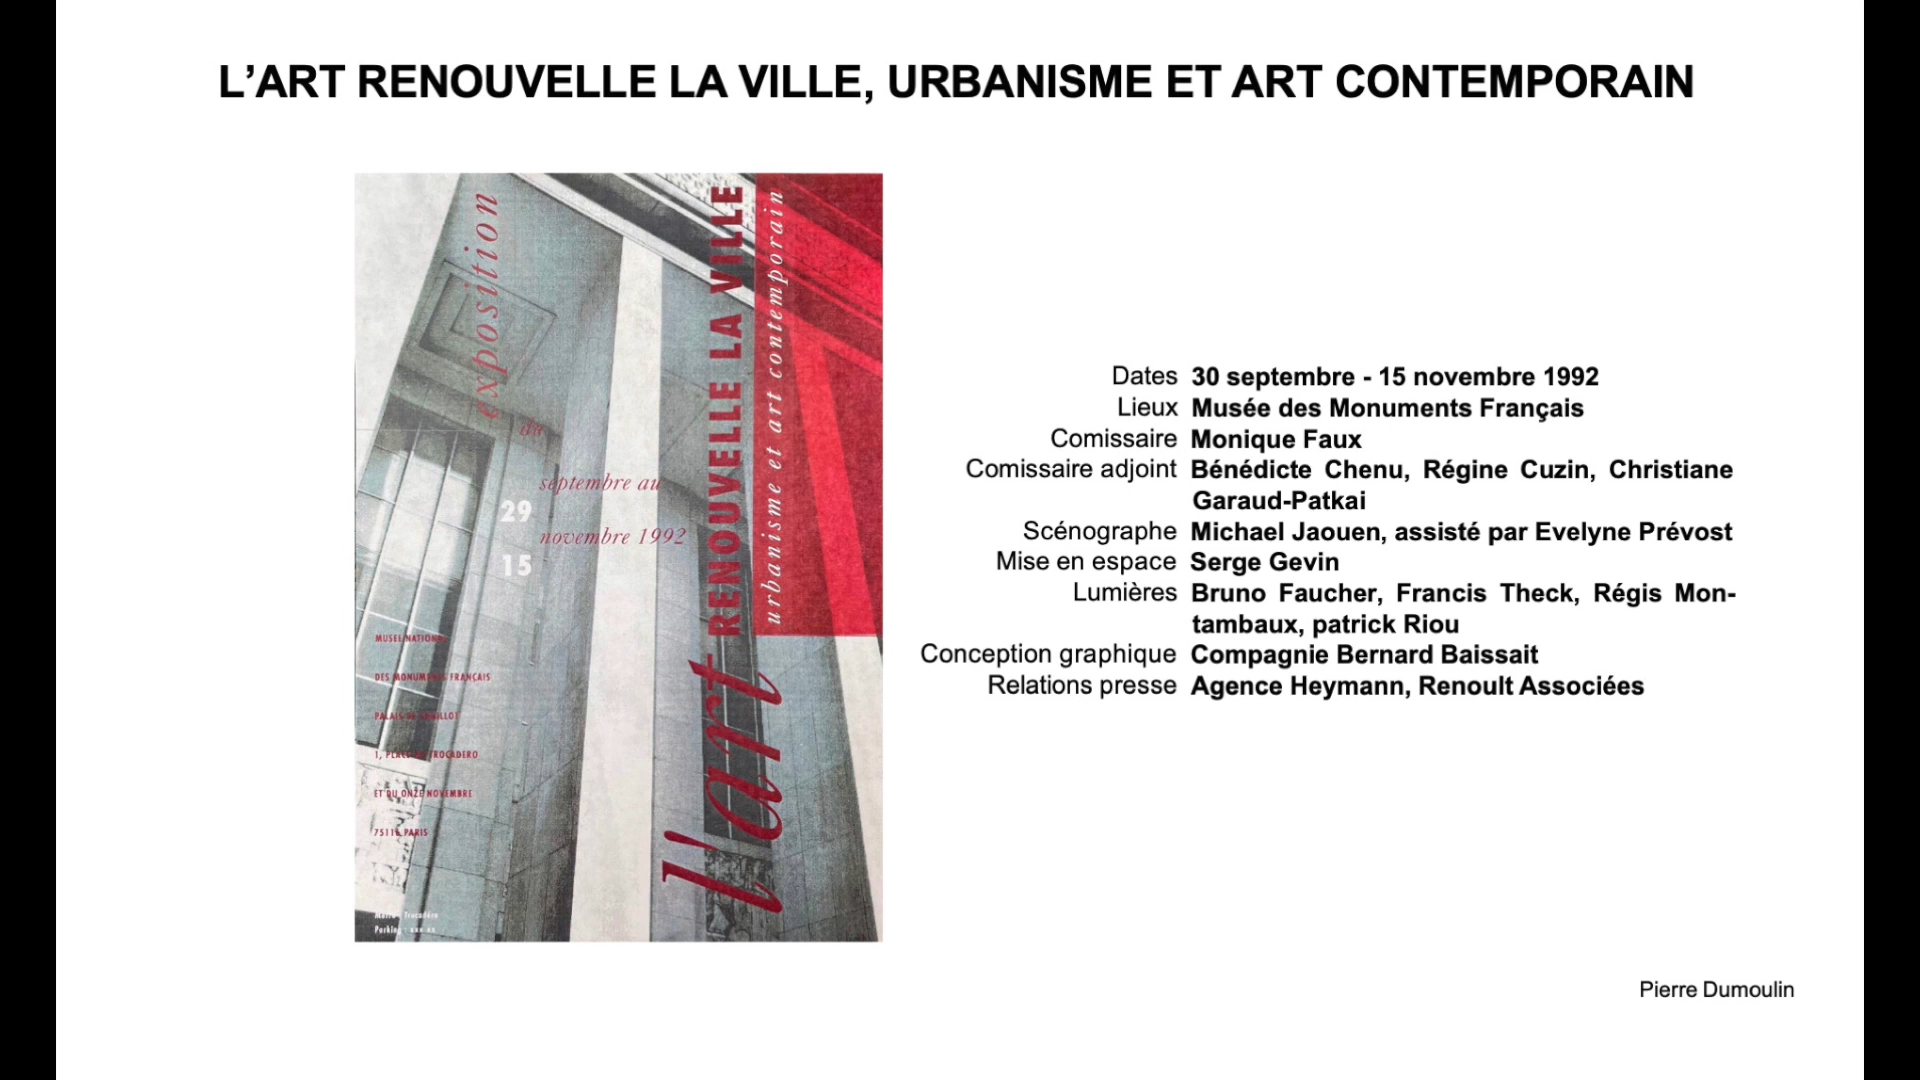 L’ART RENOUVELLE LA VILLE, URBANISME ET ART CONTEMPORAIN
exposition
du
29 septembre au
15 novembre 1992
l'art RENOUVELLE LA VILLE
urbanisme et art contemporain
MUSEE NATIONAL
DES MONUMENTS FRANÇAIS
PALAIS DE CHAILLOT
1, PLACE DU TROCADERO
ET DU ONZE NOVEMBRE
75116 PARIS
Métro : Trocadéro
Parking :
Dates 30 septembre - 15 novembre 1992
Lieux Musée des Monuments Français
Comissaire Monique Faux
Comissaire adjoint Bénédicte Chenu, Régine Cuzin, Christiane
Garaud-Patkai
Scénographe Michael Jaouen, assisté par Evelyne Prévost
Mise en espace Serge Gevin
Lumières Bruno Faucher, Francis Theck, Régis Mon-
tambaux, patrick Riou
Conception graphique Compagnie Bernard Baissait
Relations presse Agence Heymann, Renoult Associées
Pierre Dumoulin